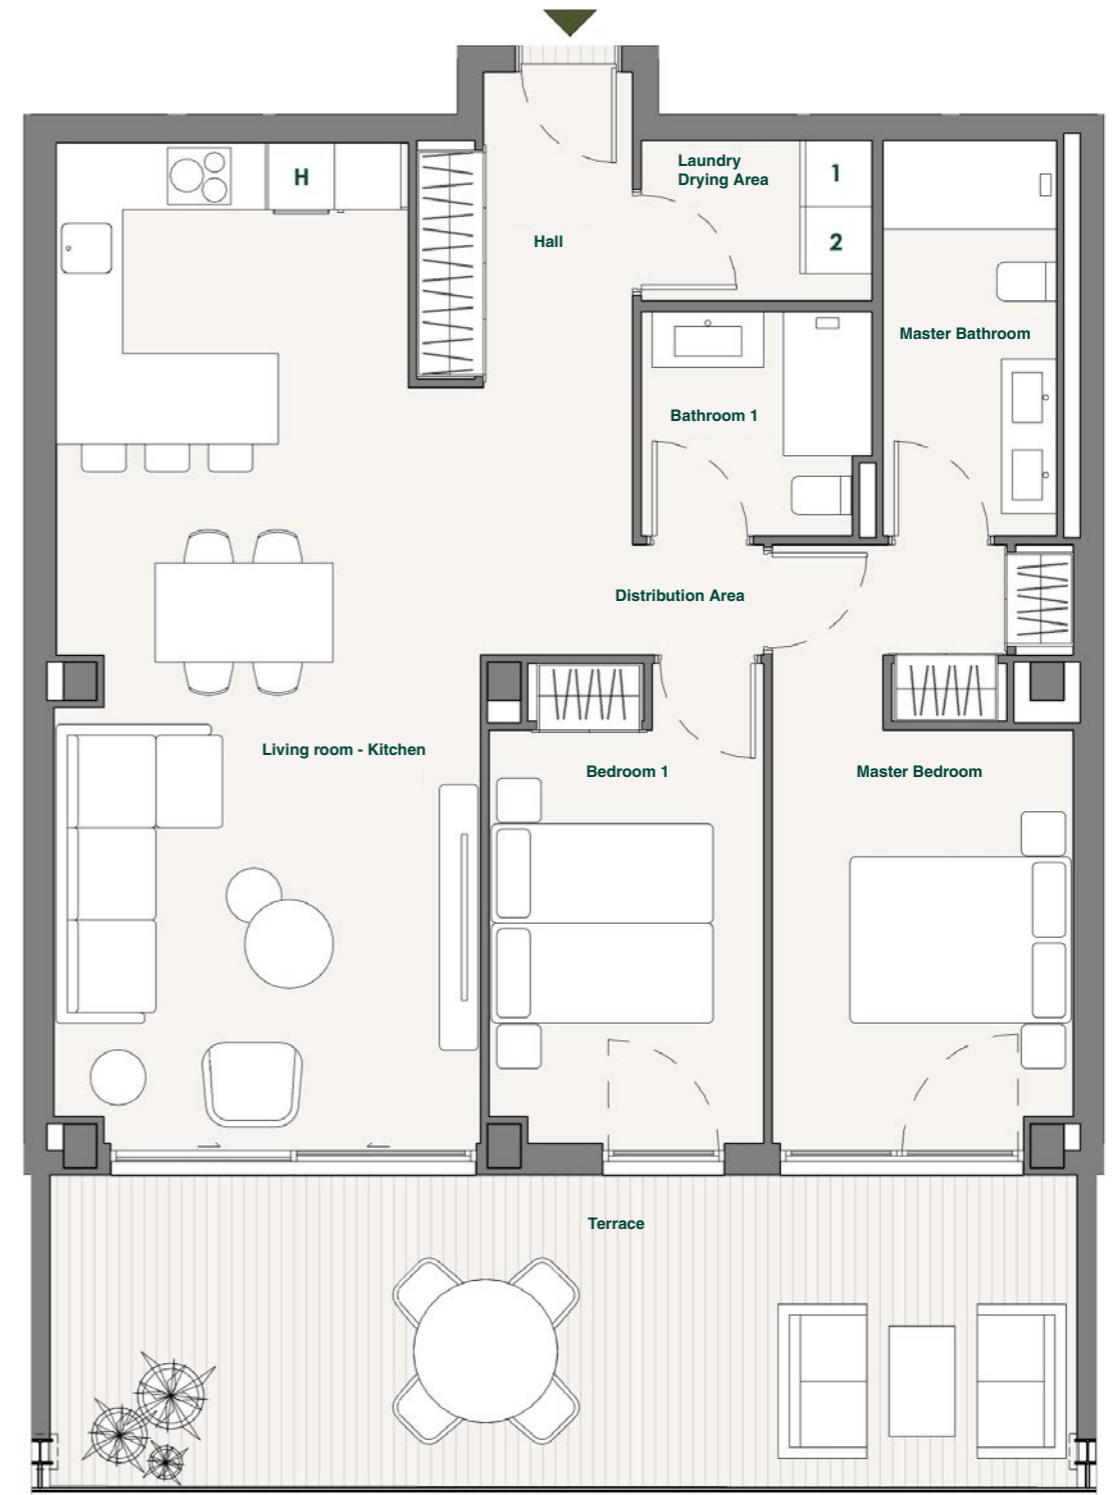 Laundry
Drying Area
1
H
2
Hall
Master Bathroom
Bathroom 1
Distribution Area
Living room - Kitchen
Bedroom 1
Master Bedroom
Terrace